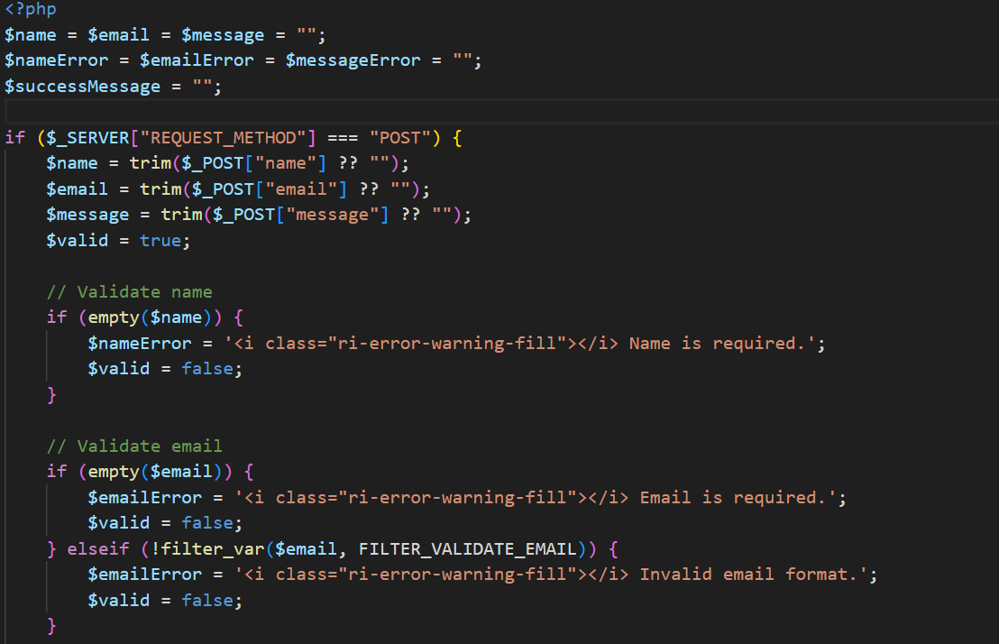 <?php
$name = $email = $message = "";
$nameError = $emailError = $messageError = "";
$successMessage = "";
if ($_SERVER["REQUEST_METHOD"] === "POST") {
$name = trim($_POST["name"] ?? "");
$email = trim($_POST["email"] ?? "");
$message = trim($_POST["message"] ?? "");
$valid = true;
// Validate name
if (empty($name)) {
$nameError = '<i class="ri-error-warning-fill"></i> Name is required.';
$valid = false;
}
// Validate email
if (empty($email)) {
$emailError = '<i class="ri-error-warning-fill"></i> Email is required.';
$valid = false;
} elseif (!filter_var($email, FILTER_VALIDATE_EMAIL)) {
$emailError = '<i class="ri-error-warning-fill"></i> Invalid email format.';
$valid = false;
}